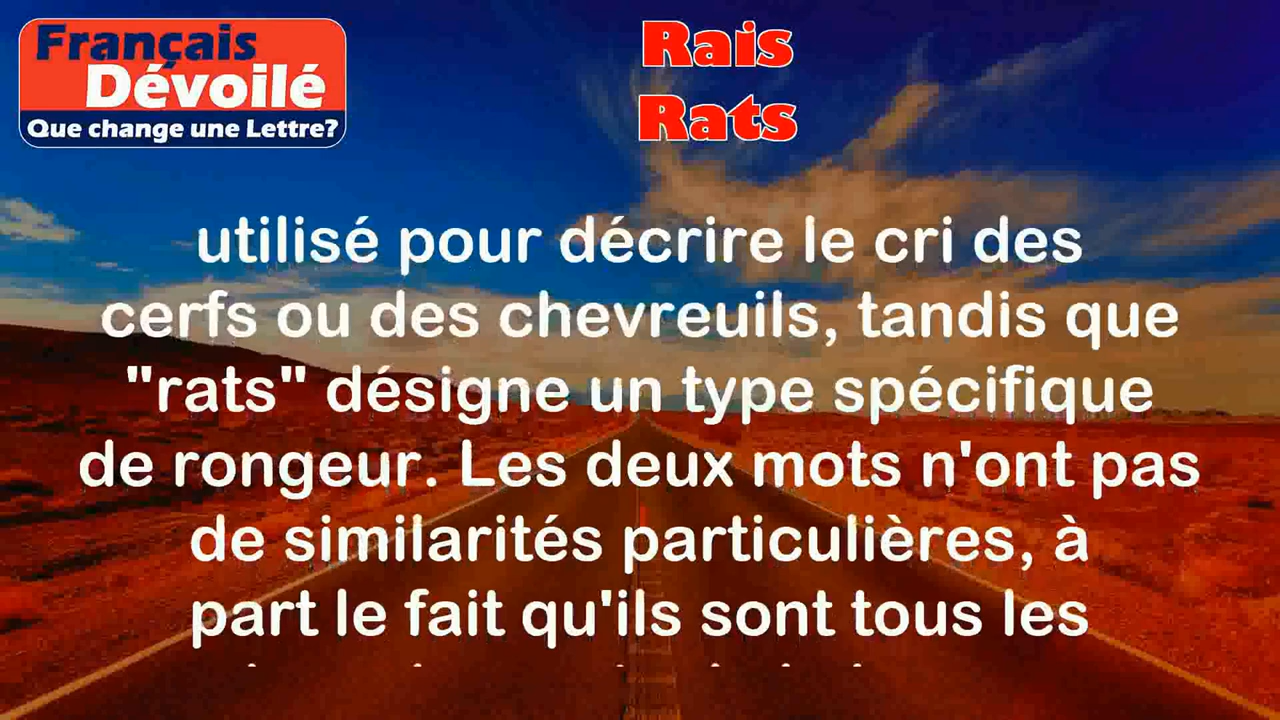 Français
Dévoilé
Que change une Lettre?
Rais
Rats
utilisé pour décrire le cri des
cerfs ou des chevreuils, tandis que
"rats" désigne un type spécifique
de rongeur. Les deux mots n'ont pas
de similarités particulières, à
part le fait qu'ils sont tous les